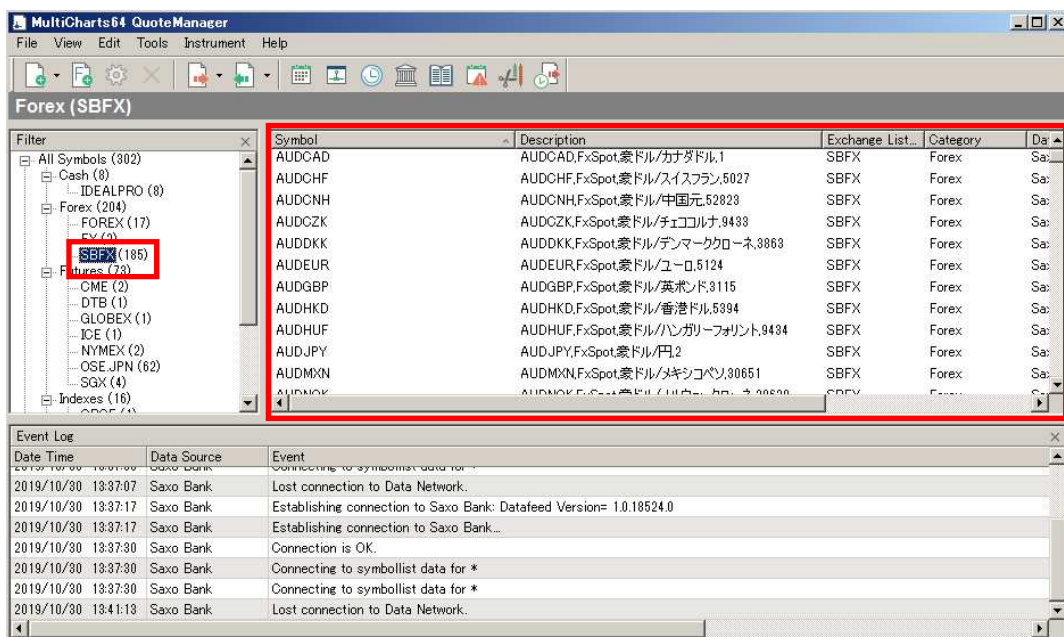 MultiCharts64 QuoteManager
File View Edit Tools Instrument Help
Forex (SBFX)
Filter
All Symbols (302)
Cash (8)
IDEALPRO (8)
Forex (204)
FOREX (17)
SBFX (185)
Futures (73)
CME (2)
DTB (1)
GLOBEX (1)
ICE (1)
NYMEX (2)
OSE.JPN (62)
SGX (4)
Indexes (16)
Symbol Description Exchange List... Category
AUDCAD AUDCAD,FxSpot,豪ドル/カナダドル,1 SBFX Forex
AUDCHF AUDCHF,FxSpot,豪ドル/スイスフラン,5027 SBFX Forex
AUDCNH AUDCNH,FxSpot,豪ドル/中国元,52823 SBFX Forex
AUDCZK AUDCZK,FxSpot,豪ドル/チェココルナ,9433 SBFX Forex
AUDDKK AUDDKK,FxSpot,豪ドル/デンマーククローネ,3863 SBFX Forex
AUDEUR AUDEUR,FxSpot,豪ドル/ユーロ,5124 SBFX Forex
AUDGBP AUDGBP,FxSpot,豪ドル/英ポンド,3115 SBFX Forex
AUDHKD AUDHKD,FxSpot,豪ドル/香港ドル,5394 SBFX Forex
AUDHUF AUDHUF,FxSpot,豪ドル/ハンガリーフォリント,9434 SBFX Forex
AUDJPY AUDJPY,FxSpot,豪ドル/円,2 SBFX Forex
AUDMXN AUDMXN,FxSpot,豪ドル/メキシコペソ,30651 SBFX Forex
Event Log
Date Time Data Source Event
Connecting to symbollist data for *
2019/10/30 13:37:07 Saxo Bank Lost connection to Data Network.
2019/10/30 13:37:17 Saxo Bank Establishing connection to Saxo Bank: Datafeed Version= 1.0.18524.0
2019/10/30 13:37:17 Saxo Bank Establishing connection to Saxo Bank...
2019/10/30 13:37:30 Saxo Bank Connection is OK.
2019/10/30 13:37:30 Saxo Bank Connecting to symbollist data for *
2019/10/30 13:37:30 Saxo Bank Connecting to symbollist data for *
2019/10/30 13:41:13 Saxo Bank Lost connection to Data Network.